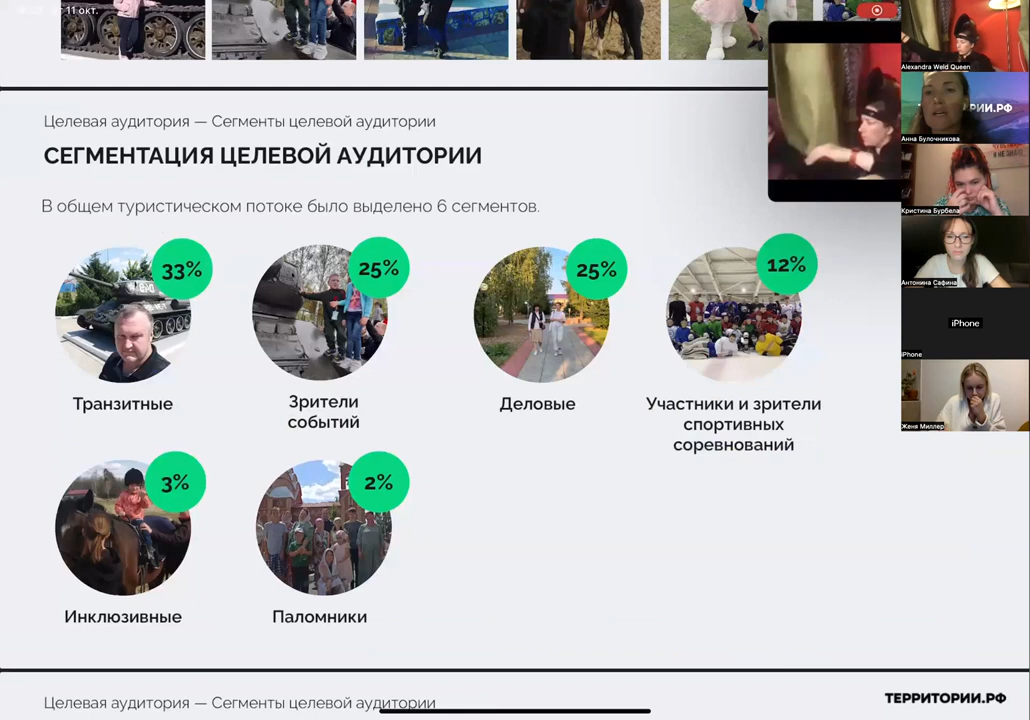 11 окт.
Целевая аудитория — Сегменты целевой аудитории
СЕГМЕНТАЦИЯ ЦЕЛЕВОЙ АУДИТОРИИ
В общем туристическом потоке было выделено 6 сегментов.
33%
25%
25%
12%
Транзитные
Зрители
событий
Деловые
Участники и зрители
спортивных
соревнований
3%
2%
Инклюзивные
Паломники
Целевая аудитория — Сегменты целевой аудитории
ТЕРРИТОРИИ.РФ
Alexandra Weld Queen
РИИ.РФ
Анна Булочникова
Кристина Бурбела
Антонина Сафина
iPhone
iPhone
Женя Миллер